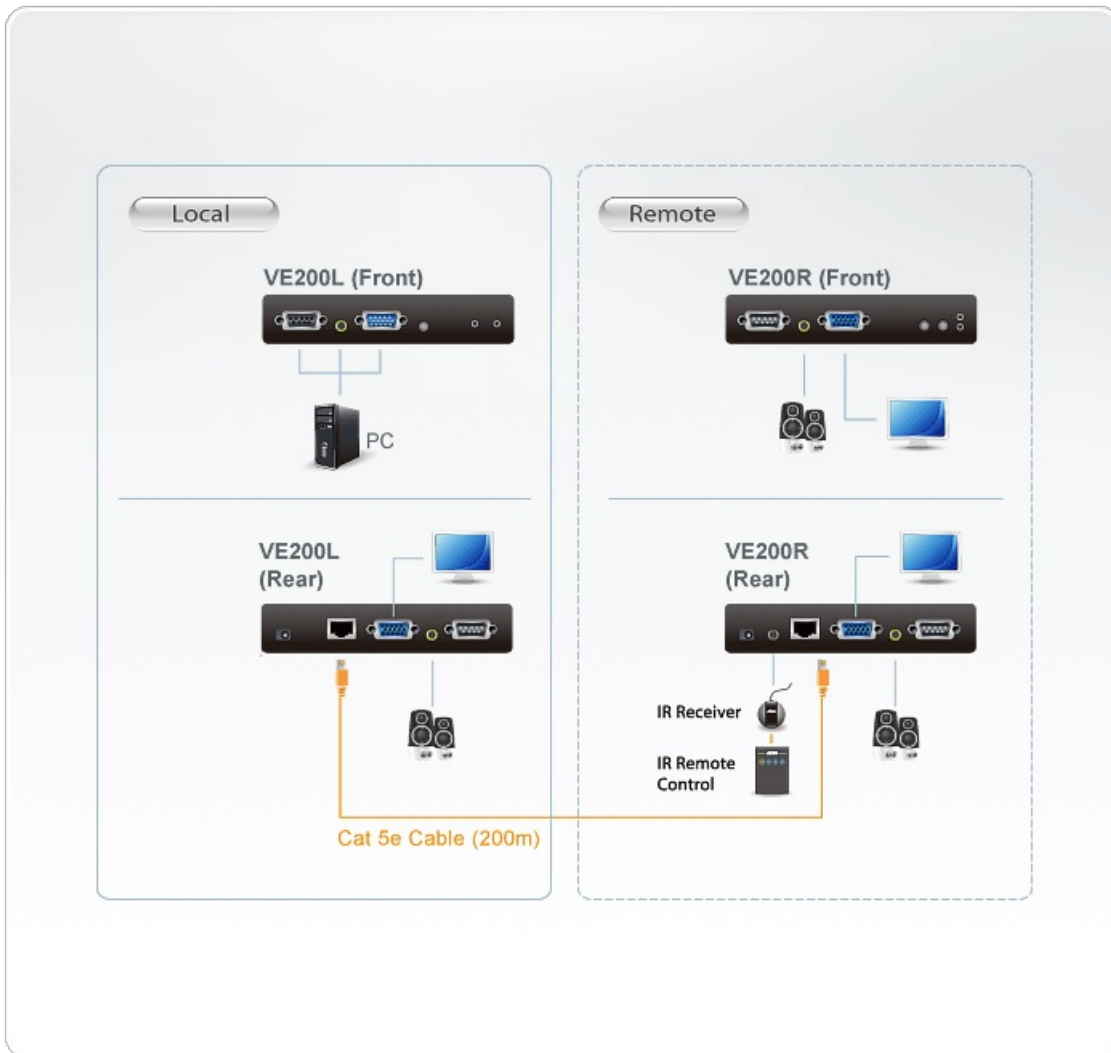 Local
VE200L (Front)
PC
VE200L
(Rear)
Cat 5e Cable (200m)
Remote
VE200R (Front)
VE200R
(Rear)
IR Receiver
IR Remote
Control